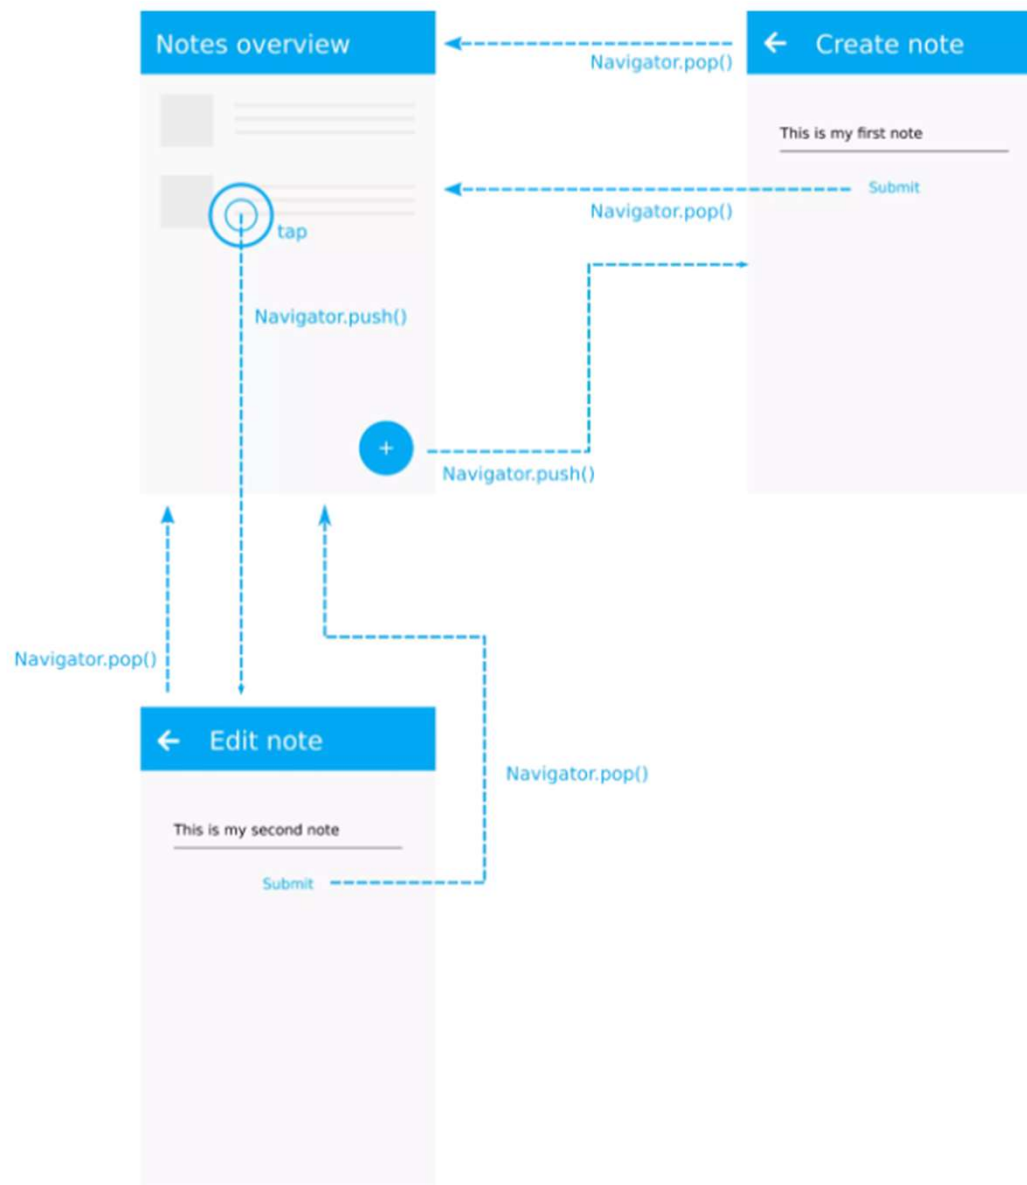 Notes overview
Create note
Navigator.pop()
This is my first note
Submit
Navigator.pop()
tap
Navigator.push()
+
Navigator.push()
Navigator.pop()
Edit note
Navigator.pop()
This is my second note
Submit